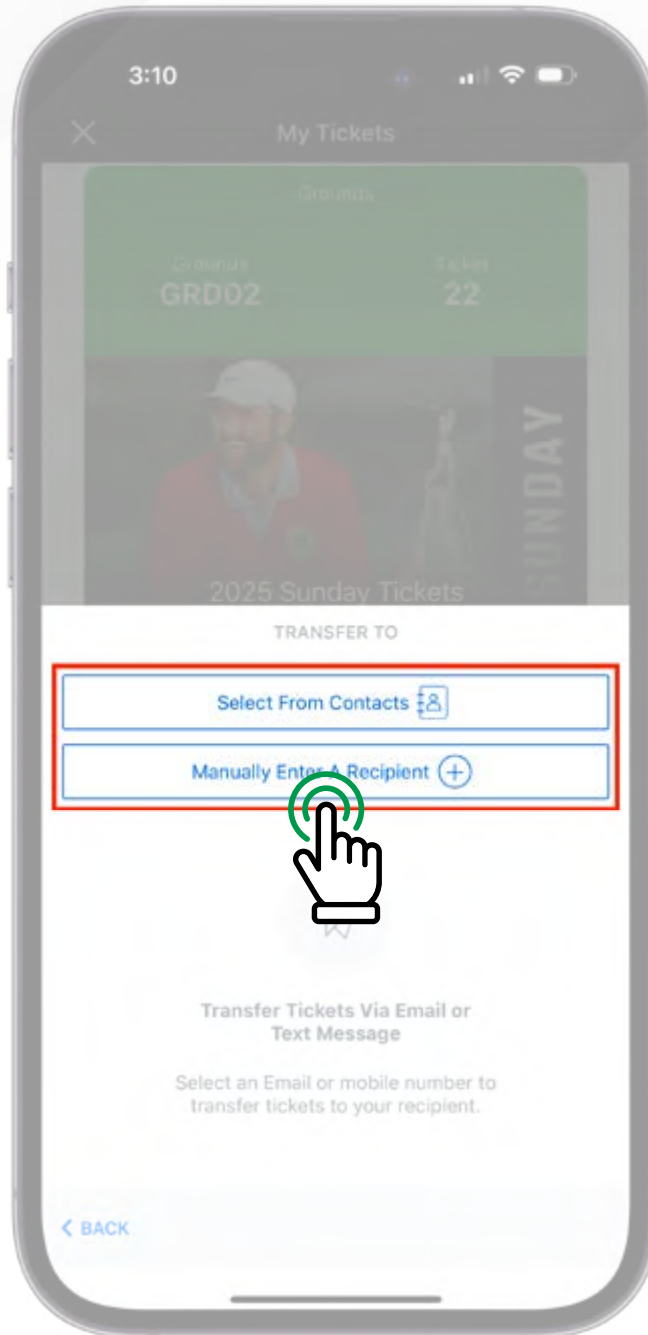 3:10
My Tickets
Grounds
Grounds Ticket
GRD02 22
SUNDAY
2025 Sunday Tickets
TRANSFER TO
Select From Contacts
Manually Enter A Recipient
Transfer Tickets Via Email or
Text Message
Select an Email or mobile number to
transfer tickets to your recipient.
BACK